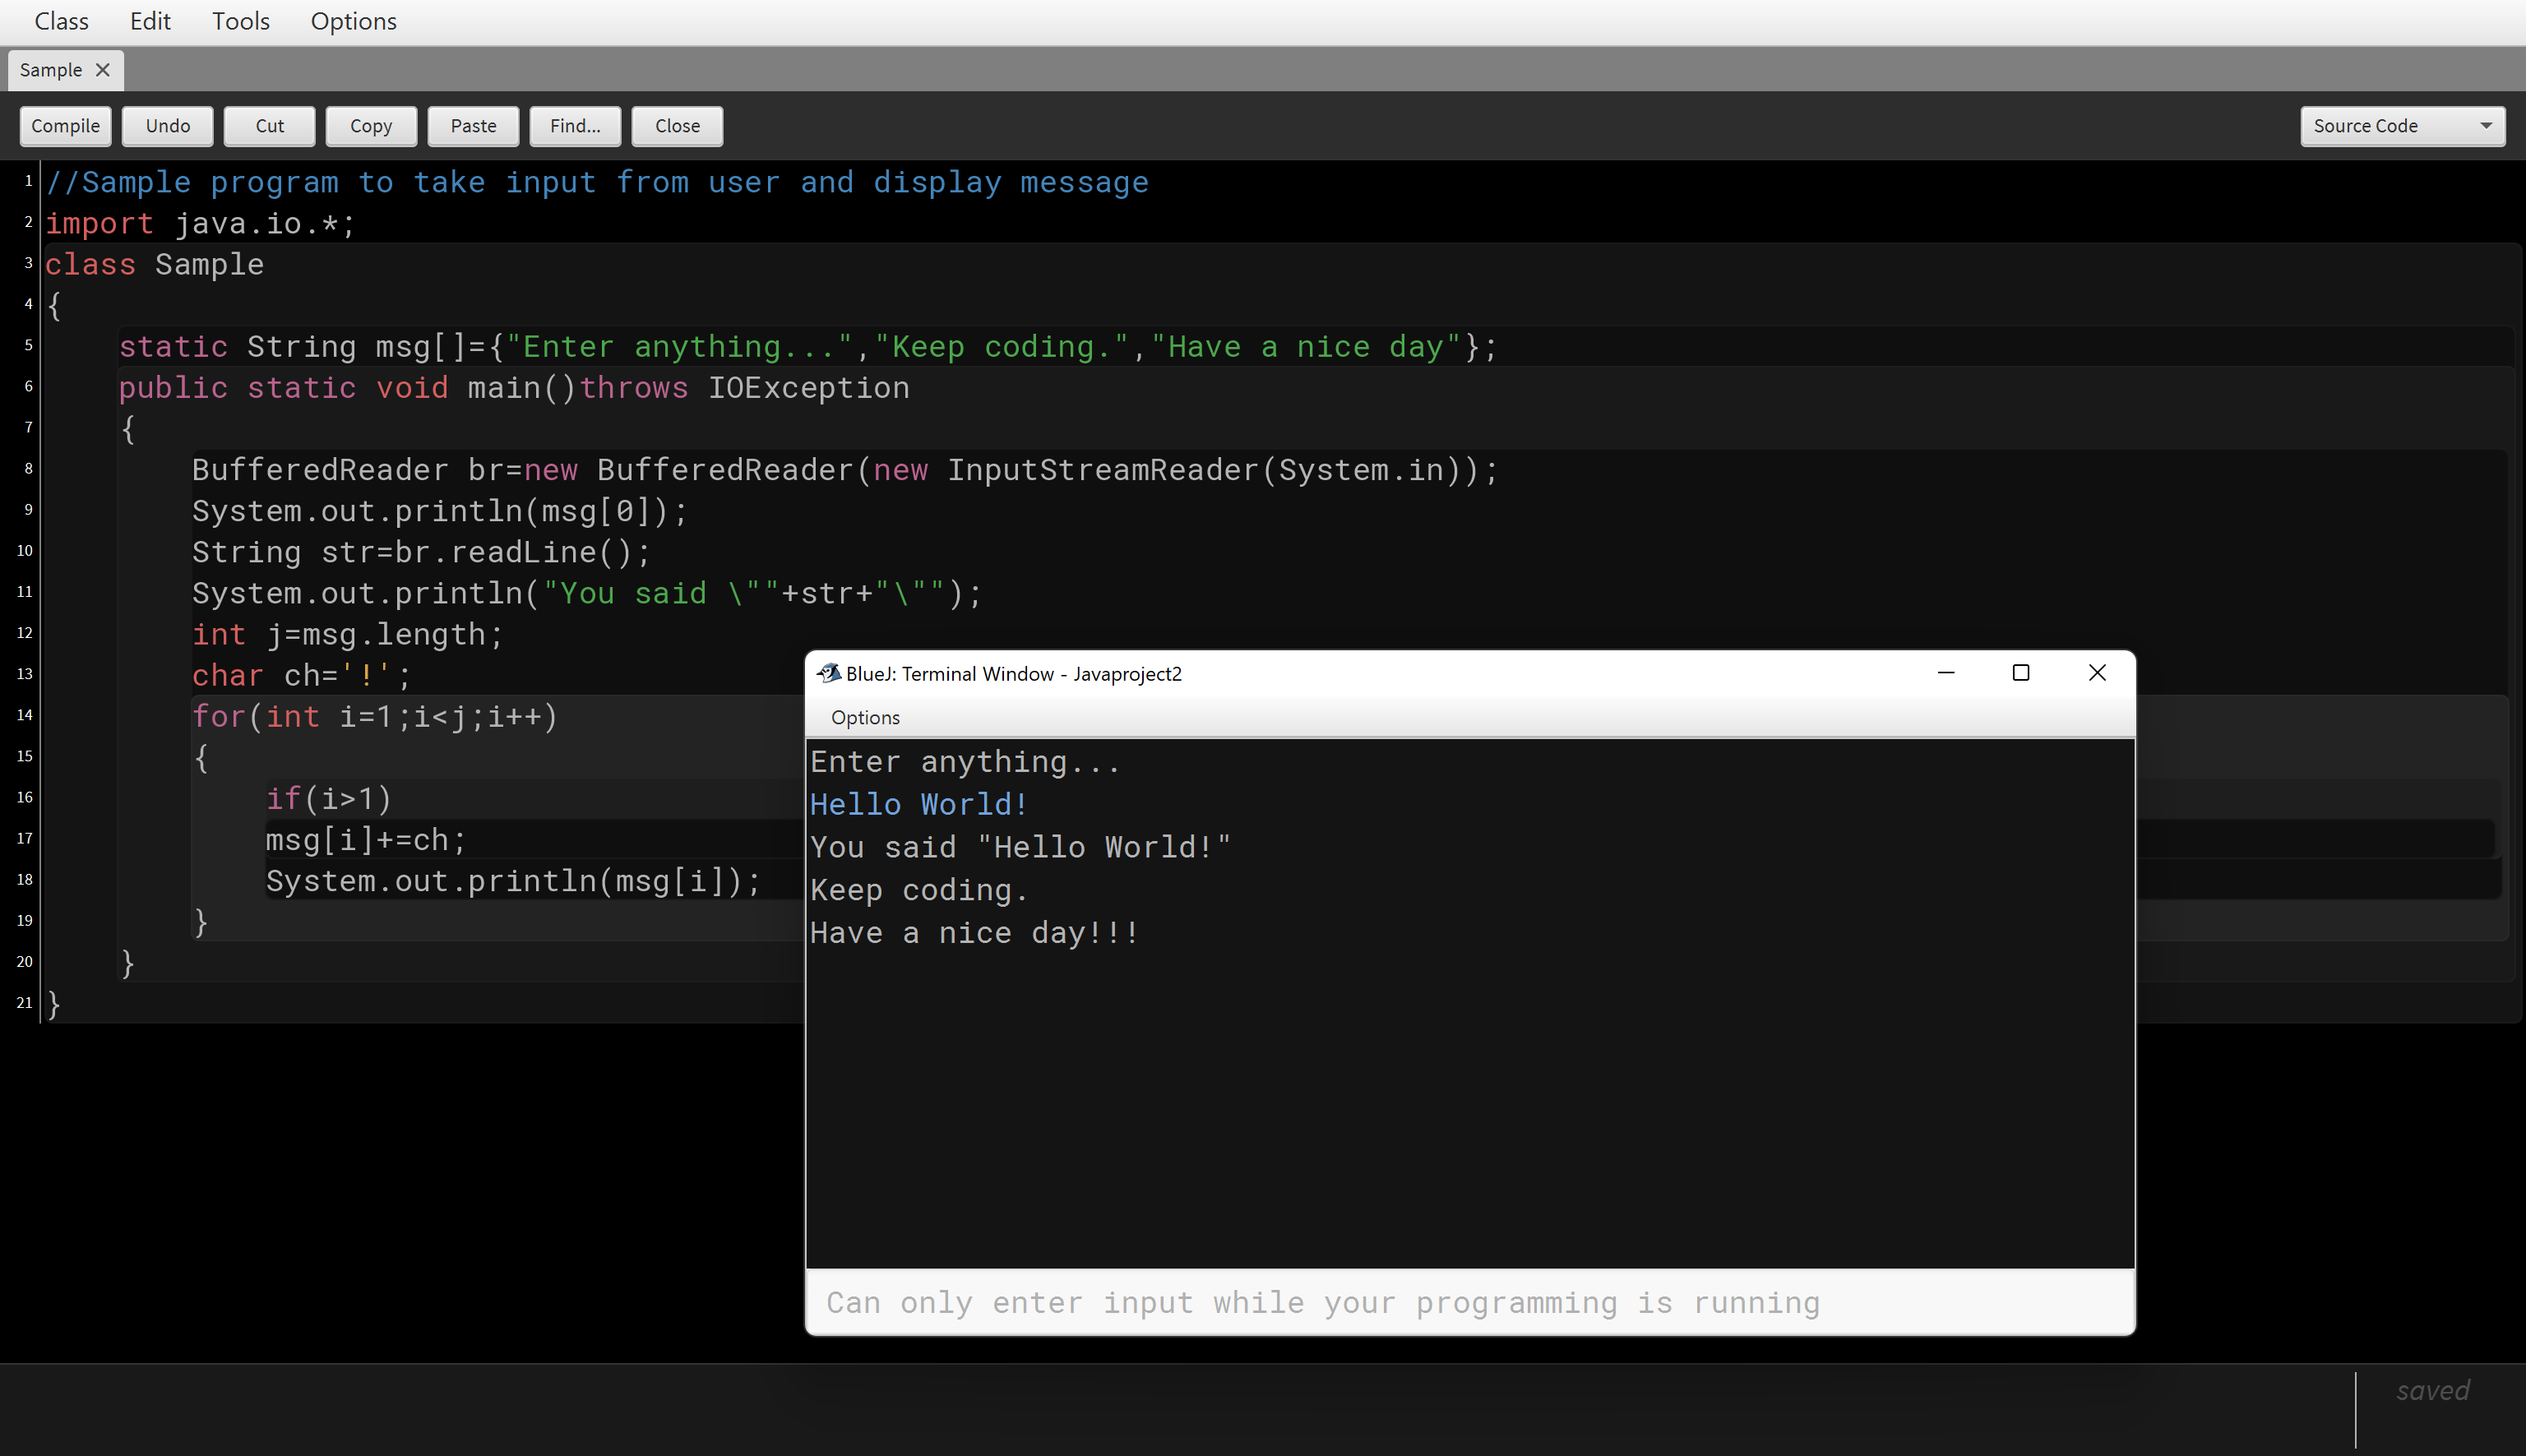 Class Edit Tools Options
Sample
Compile Undo Cut Copy Paste Find... Close Source Code
1 //Sample program to take input from user and display message
2 import java.io.*;
3 class Sample
4 {
5 static String msg[]={"Enter anything...","Keep coding.","Have a nice day"};
6 public static void main()throws IOException
7 {
8 BufferedReader br=new BufferedReader(new InputStreamReader(System.in));
9 System.out.println(msg[0]);
10 String str=br.readLine();
11 System.out.println("You said \""+str+"\"");
12 int j=msg.length;
13 char ch='!';
14 for(int i=1;i<j;i++)
15 {
16 if(i>1)
17 msg[i]+=ch;
18 System.out.println(msg[i]);
19 }
20 }
21 }
BlueJ: Terminal Window - Javaproject2
Options
Enter anything...
Hello World!
You said "Hello World!"
Keep coding.
Have a nice day!!!
Can only enter input while your programming is running
saved